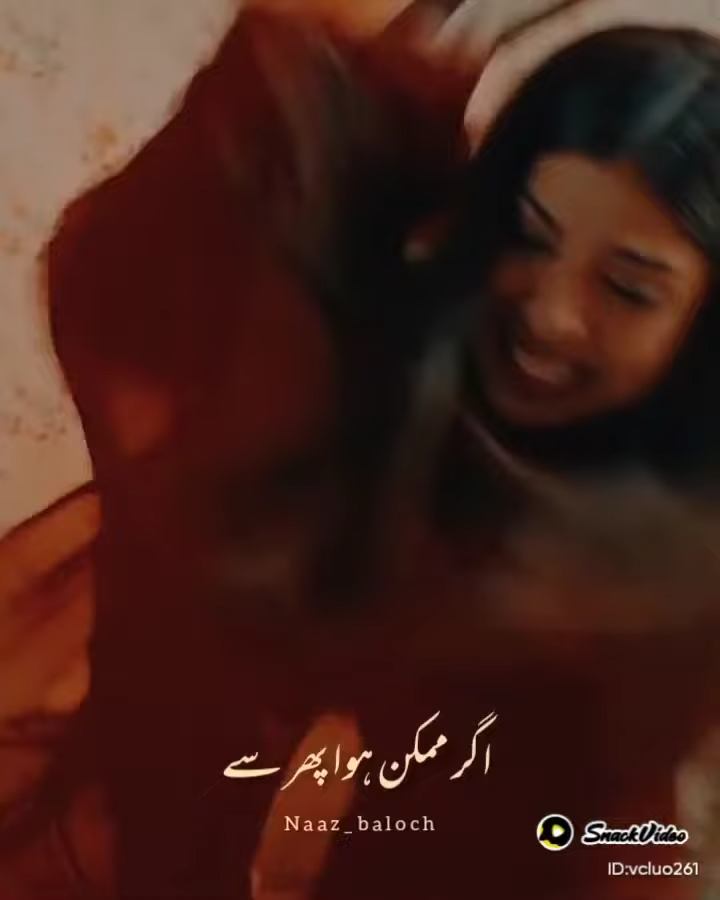 اگر ممکن ہوا پھر سے
Naaz_baloch
SnackVideo
ID:vcluo261